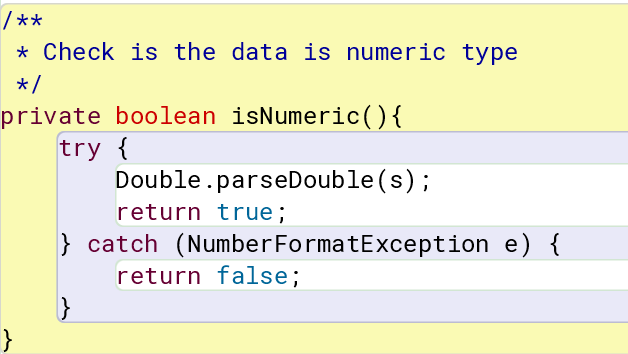 /**
 * Check is the data is numeric type
 */
private boolean isNumeric(){
    try {
        Double.parseDouble(s);
        return true;
    } catch (NumberFormatException e) {
        return false;
    }
}